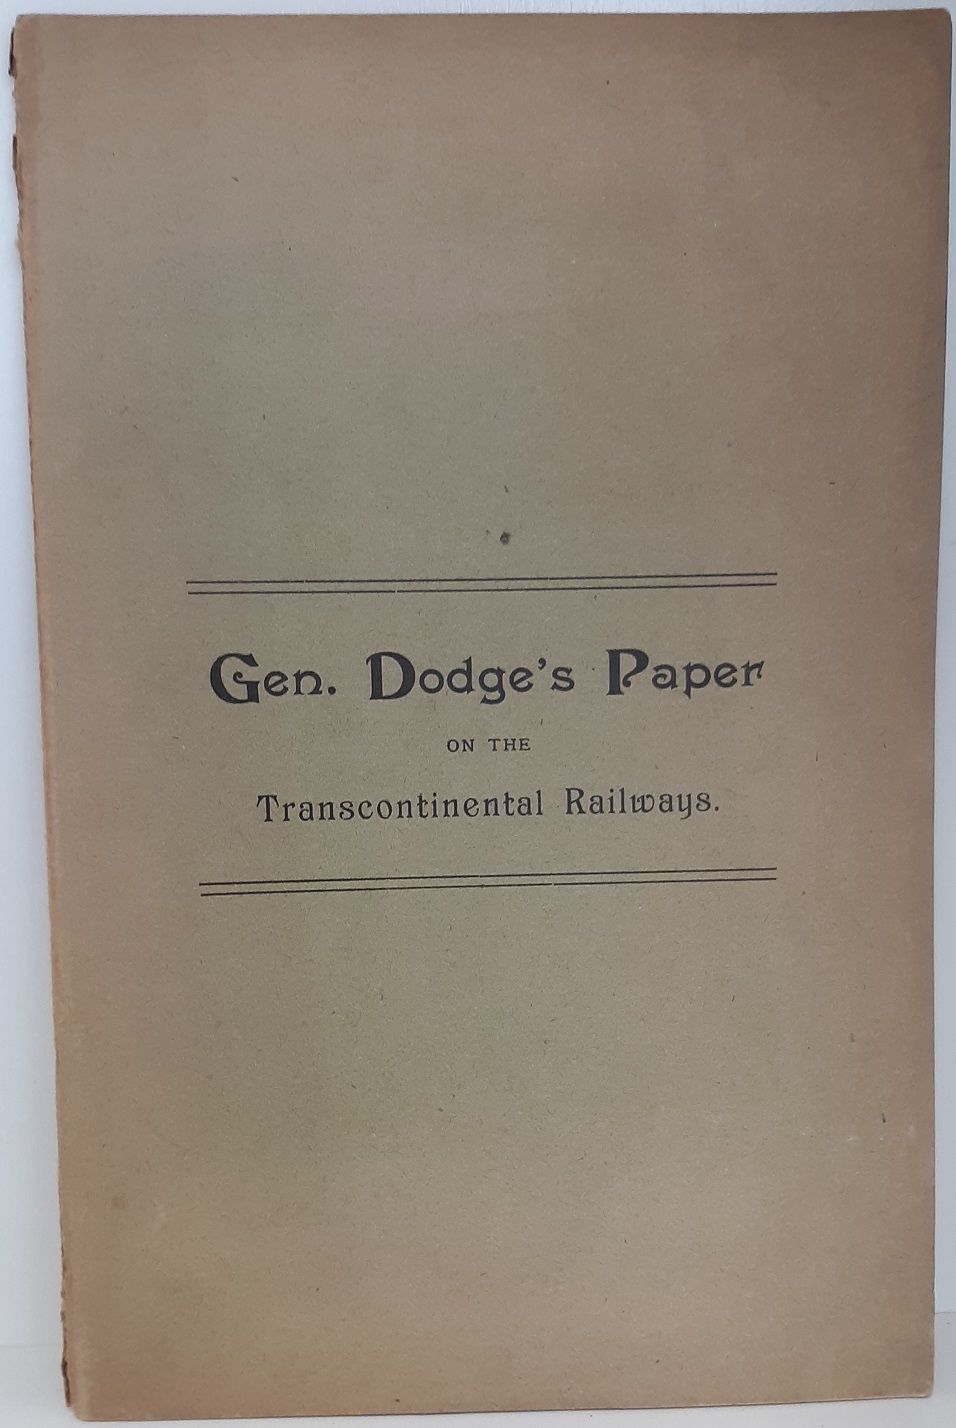 Gen. Dodge's Paper
ON THE
Transcontinental Railways.